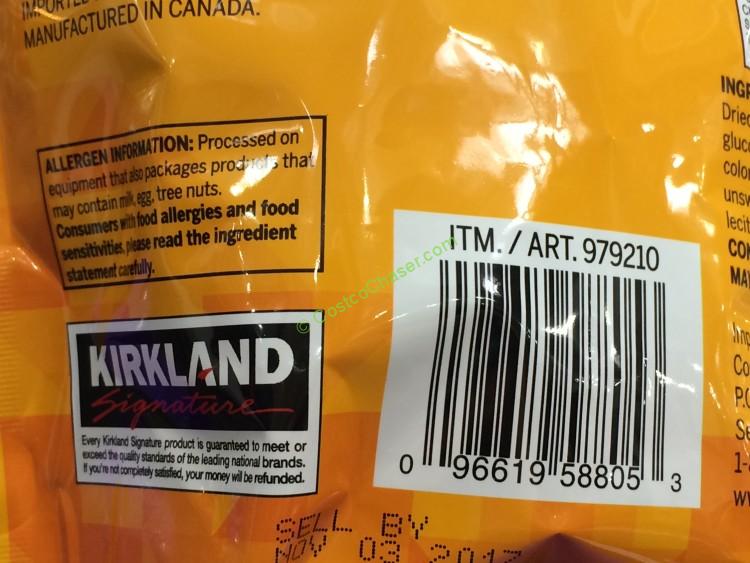 MANUFACTURED IN CANADA.
ALLERGEN INFORMATION: Processed on
equipment that also packages products that
may contain milk, egg, tree nuts.
Consumers with food allergies and food
sensitivities, please read the ingredient
statement carefully.
KIRKLAND
Signature
Every Kirkland Signature product is guaranteed to meet or
exceed the quality standards of the leading national brands.
If you're not completely satisfied, your money will be refunded.
© CostcoChaser.com
ITM. / ART. 979210
0 96619 58805 3
SELL BY
NOV 03 2017
Dried
unsw
lecit
P.O
1-